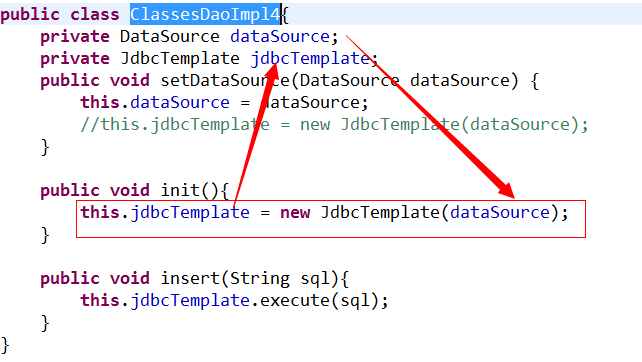 public class ClassesDaoImpl4{
    private DataSource dataSource;
    private JdbcTemplate jdbcTemplate;
    public void setDataSource(DataSource dataSource) {
        this.dataSource = dataSource;
        //this.jdbcTemplate = new JdbcTemplate(dataSource);
    }

    public void init(){
        this.jdbcTemplate = new JdbcTemplate(dataSource);
    }

    public void insert(String sql){
        this.jdbcTemplate.execute(sql);
    }
}